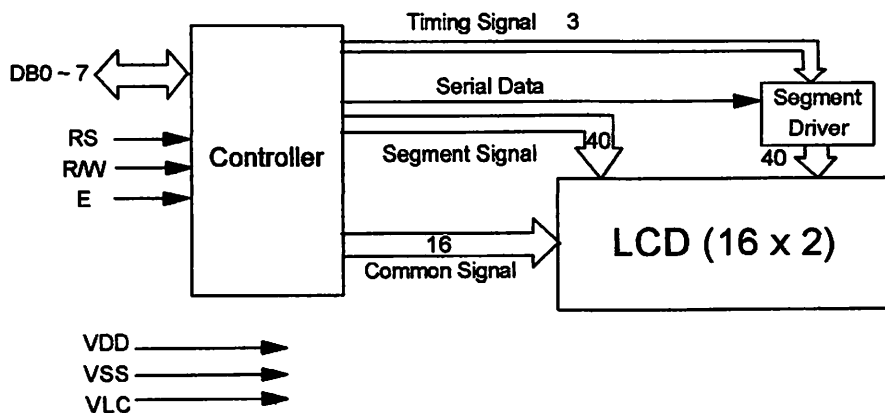 Timing Signal 3
DB0 ~ 7
Serial Data
Segment
Driver
RS
R/W
E
Controller
40
Segment Signal
40
LCD (16 x 2)
16
Common Signal
VDD
VSS
VLC